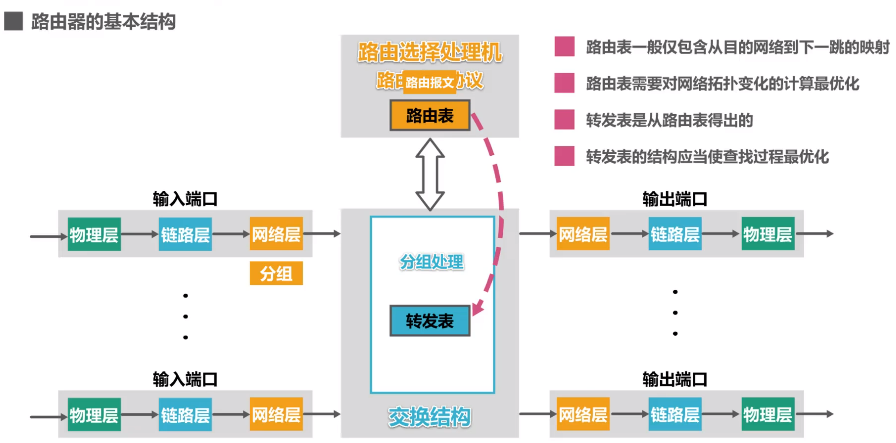 路由器的基本结构
路由选择处理机
路由
路由报文
协议
路由表
路由表一般仅包含从目的网络到下一跳的映射
路由表需要对网络拓扑变化的计算最优化
转发表是从路由表得出的
转发表的结构应当使查找过程最优化
输入端口
物理层
链路层
网络层
分组
分组处理
转发表
交换结构
输出端口
网络层
链路层
物理层
输入端口
物理层
链路层
网络层
输出端口
网络层
链路层
物理层